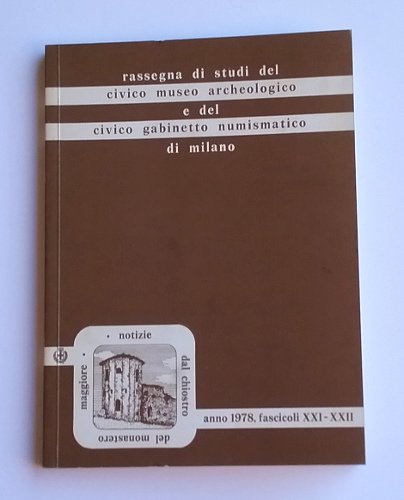 rassegna di studi del
civico museo archeologico
e del
civico gabinetto numismatico
di milano
notizie
dal chiostro
del monastero
maggiore
anno 1978, fascicoli XXI-XXII